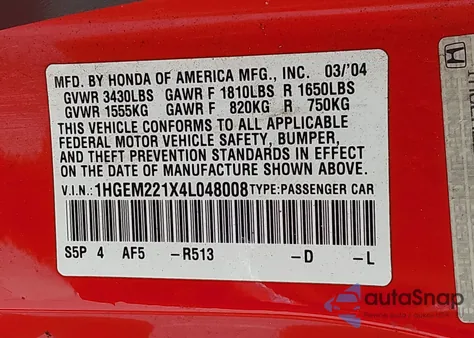 MFD. BY HONDA OF AMERICA MFG., INC. 03/'04
GVWR 3430LBS GAWR F 1810LBS R 1650LBS
GVWR 1555KG GAWR F 820KG R 750KG
THIS VEHICLE CONFORMS TO ALL APPLICABLE
FEDERAL MOTOR VEHICLE SAFETY, BUMPER,
AND THEFT PREVENTION STANDARDS IN EFFECT
ON THE DATE OF MANUFACTURE SHOWN ABOVE.
V.I.N.:1HGEM221X4L048008 TYPE:PASSENGER CAR
S5P 4 AF5 -R513 -D -L
autoSnap